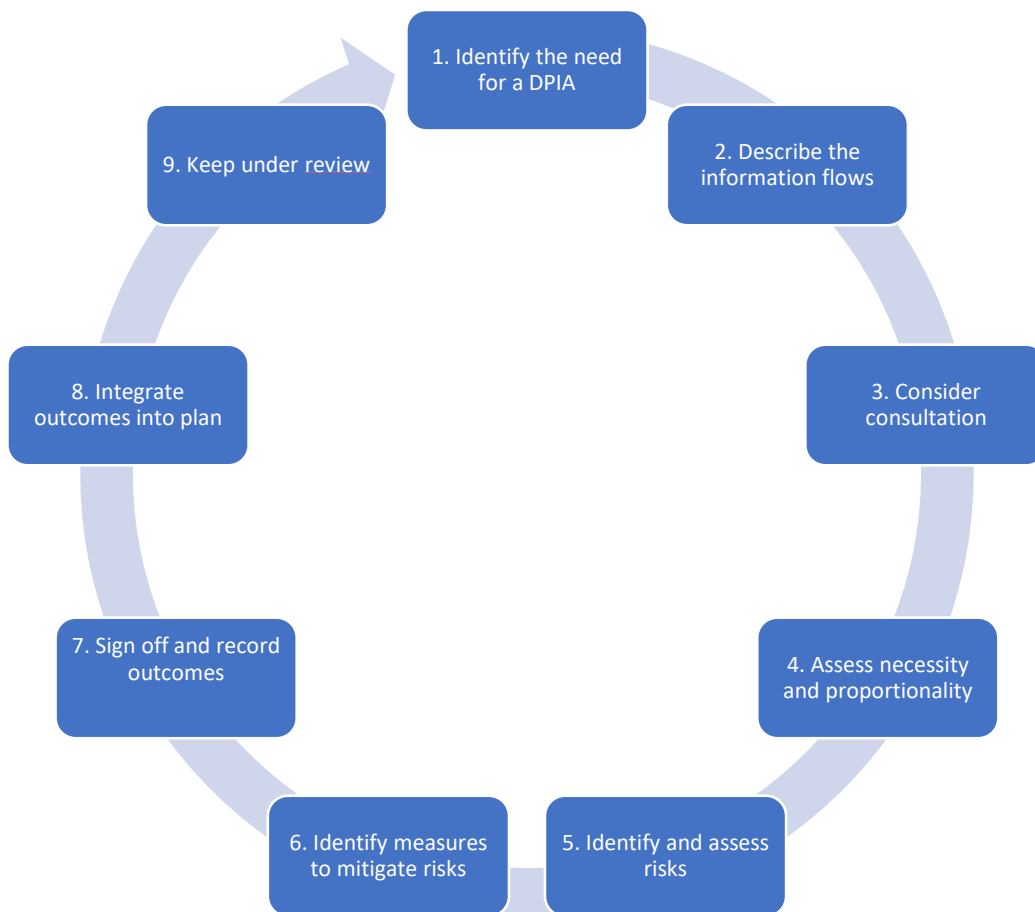 1. Identify the need
for a DPIA
2. Describe the
information flows
3. Consider
consultation
4. Assess necessity
and proportionality
5. Identify and assess
risks
6. Identify measures
to mitigate risks
7. Sign off and record
outcomes
8. Integrate
outcomes into plan
9. Keep under review